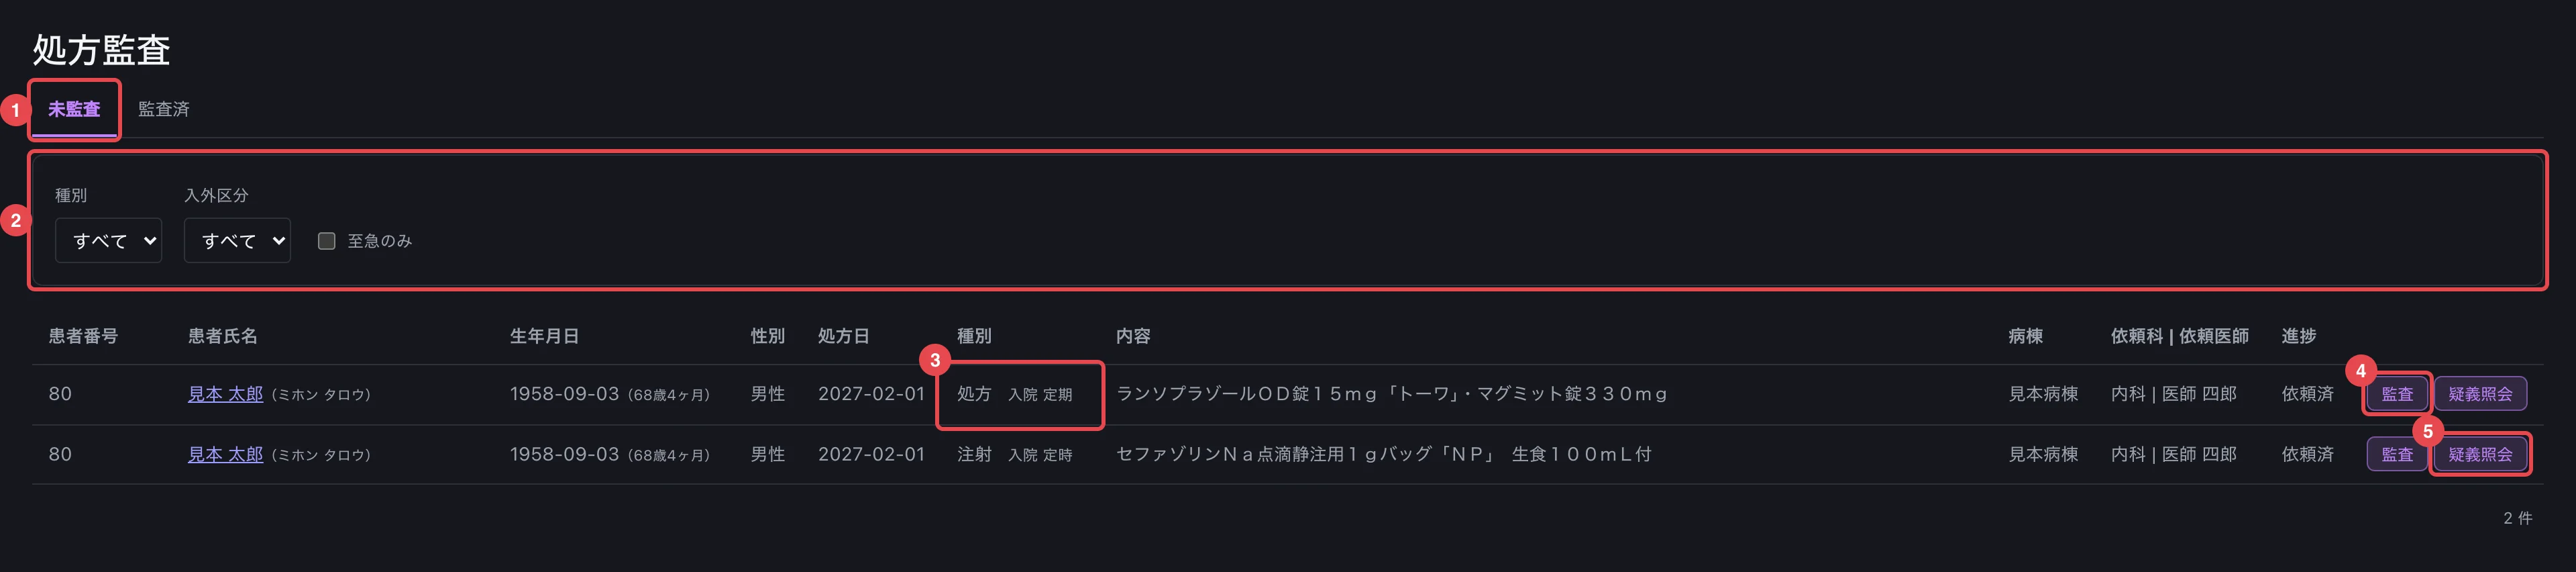 処方監査
1 未監査 監査済
2 種別 入外区分
すべて すべて 至急のみ
患者番号 患者氏名 生年月日 性別 処方日 種別 内容 病棟 依頼科 | 依頼医師 進捗
3 4
80 見本 太郎 (ミホン タロウ) 1958-09-03 (68歳4ヶ月) 男性 2027-02-01 処方 入院 定期 ランソプラゾールOD錠15mg「トーワ」・マグミット錠330mg 見本病棟 内科 | 医師 四郎 依頼済 監査 疑義照会
5
80 見本 太郎 (ミホン タロウ) 1958-09-03 (68歳4ヶ月) 男性 2027-02-01 注射 入院 定時 セファゾリンNa点滴静注用1gバッグ「NP」 生食100mL付 見本病棟 内科 | 医師 四郎 依頼済 監査 疑義照会
2 件